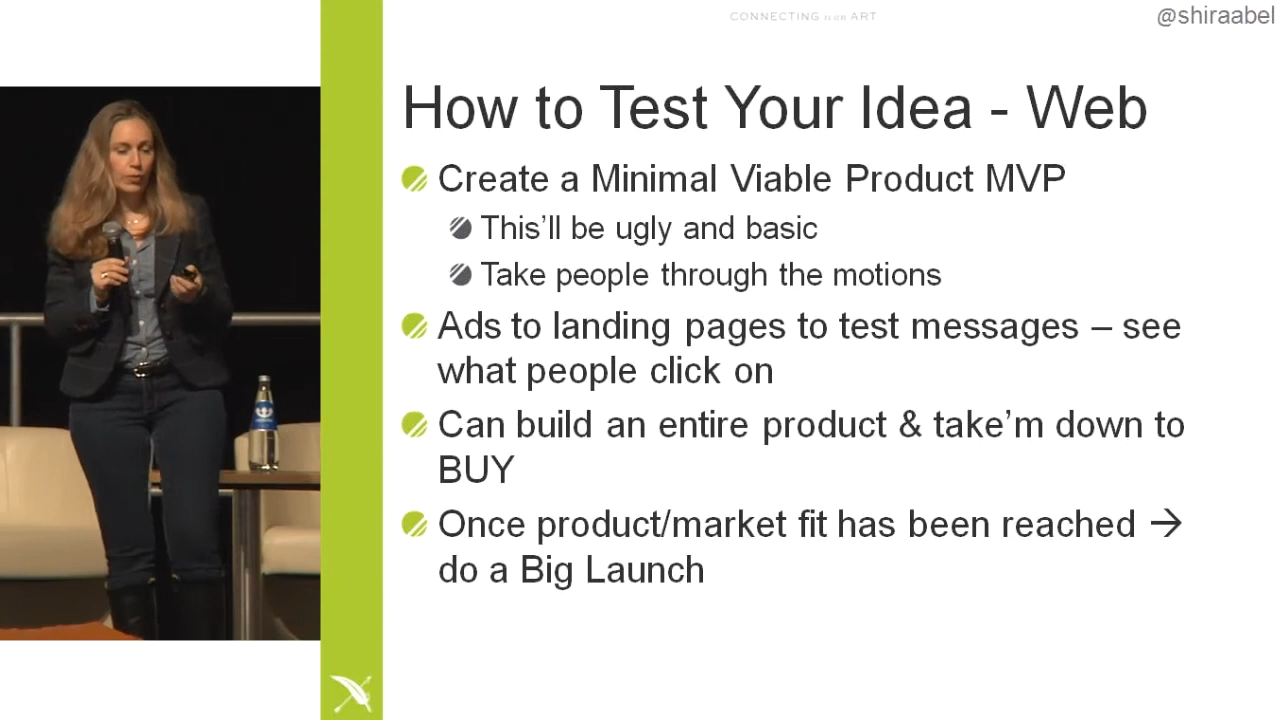 CONNECTING is an ART
@shiraabel
How to Test Your Idea - Web
Create a Minimal Viable Product MVP
This'll be ugly and basic
Take people through the motions
Ads to landing pages to test messages – see
what people click on
Can build an entire product & take'm down to
BUY
Once product/market fit has been reached →
do a Big Launch